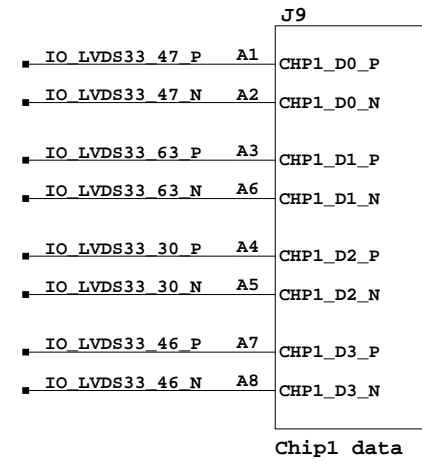 J9
IO_LVDS33_47_P A1 CHP1_D0_P
IO_LVDS33_47_N A2 CHP1_D0_N
IO_LVDS33_63_P A3 CHP1_D1_P
IO_LVDS33_63_N A6 CHP1_D1_N
IO_LVDS33_30_P A4 CHP1_D2_P
IO_LVDS33_30_N A5 CHP1_D2_N
IO_LVDS33_46_P A7 CHP1_D3_P
IO_LVDS33_46_N A8 CHP1_D3_N
Chip1 data